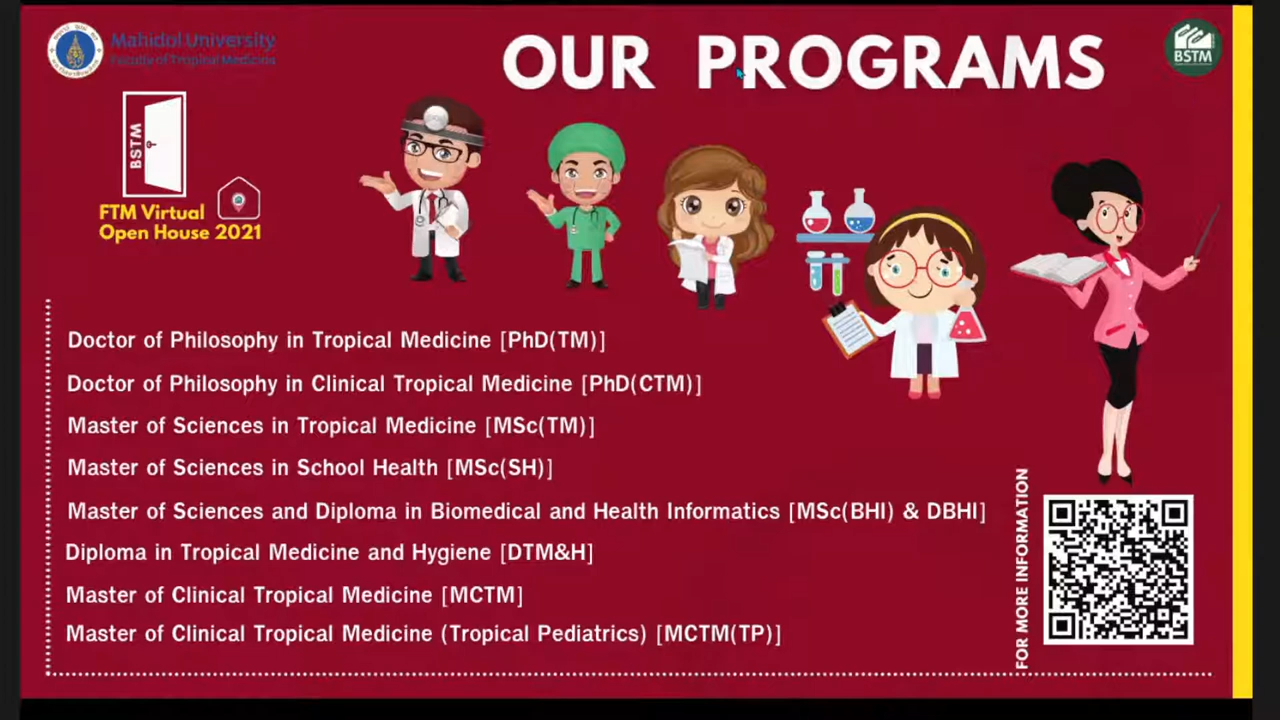 Mahidol University
Faculty of Tropical Medicine
OUR PROGRAMS
BSTM
BSTM
FTM Virtual
Open House 2021
Doctor of Philosophy in Tropical Medicine [PhD(TM)]
Doctor of Philosophy in Clinical Tropical Medicine [PhD(CTM)]
Master of Sciences in Tropical Medicine [MSc(TM)]
Master of Sciences in School Health [MSc(SH)]
Master of Sciences and Diploma in Biomedical and Health Informatics [MSc(BHI) & DBHI]
Diploma in Tropical Medicine and Hygiene [DTM&H]
Master of Clinical Tropical Medicine [MCTM]
Master of Clinical Tropical Medicine (Tropical Pediatrics) [MCTM(TP)]
FOR MORE INFORMATION